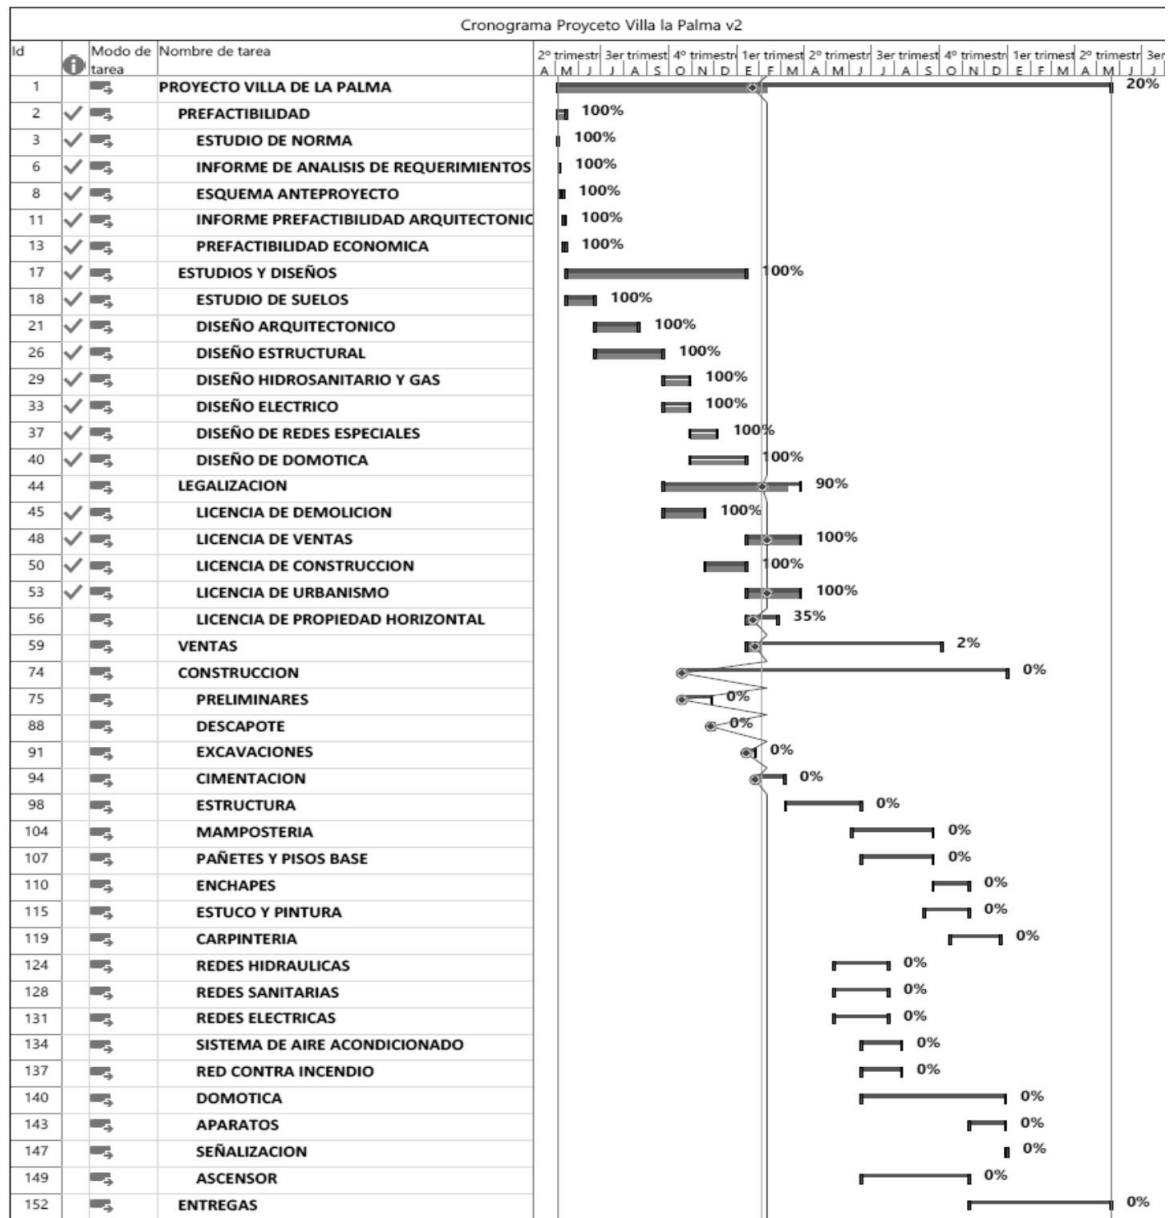 Cronograma Proyceto Villa la Palma v2
Id Modo de tarea Nombre de tarea 2º trimestr 3er trimest 4º trimestre 1er trimest 2º trimestr 3er trimest 4º trimestre 1er trimest 2º trimestr 3er
A M J J A S O N D E F M A M J J A S O N D E F M A M J J
1 PROYECTO VILLA DE LA PALMA 20%
2 PREFACTIBILIDAD 100%
3 ESTUDIO DE NORMA 100%
6 INFORME DE ANALISIS DE REQUERIMIENTOS 100%
8 ESQUEMA ANTEPROYECTO 100%
11 INFORME PREFACTIBILIDAD ARQUITECTONIC 100%
13 PREFACTIBILIDAD ECONOMICA 100%
17 ESTUDIOS Y DISEÑOS 100%
18 ESTUDIO DE SUELOS 100%
21 DISEÑO ARQUITECTONICO 100%
26 DISEÑO ESTRUCTURAL 100%
29 DISEÑO HIDROSANITARIO Y GAS 100%
33 DISEÑO ELECTRICO 100%
37 DISEÑO DE REDES ESPECIALES 100%
40 DISEÑO DE DOMOTICA 100%
44 LEGALIZACION 90%
45 LICENCIA DE DEMOLICION 100%
48 LICENCIA DE VENTAS 100%
50 LICENCIA DE CONSTRUCCION 100%
53 LICENCIA DE URBANISMO 100%
56 LICENCIA DE PROPIEDAD HORIZONTAL 35%
59 VENTAS 2%
74 CONSTRUCCION 0%
75 PRELIMINARES 0%
88 DESCAPOTE 0%
91 EXCAVACIONES 0%
94 CIMENTACION 0%
98 ESTRUCTURA 0%
104 MAMPOSTERIA 0%
107 PAÑETES Y PISOS BASE 0%
110 ENCHAPES 0%
115 ESTUCO Y PINTURA 0%
119 CARPINTERIA 0%
124 REDES HIDRAULICAS 0%
128 REDES SANITARIAS 0%
131 REDES ELECTRICAS 0%
134 SISTEMA DE AIRE ACONDICIONADO 0%
137 RED CONTRA INCENDIO 0%
140 DOMOTICA 0%
143 APARATOS 0%
147 SEÑALIZACION 0%
149 ASCENSOR 0%
152 ENTREGAS 0%